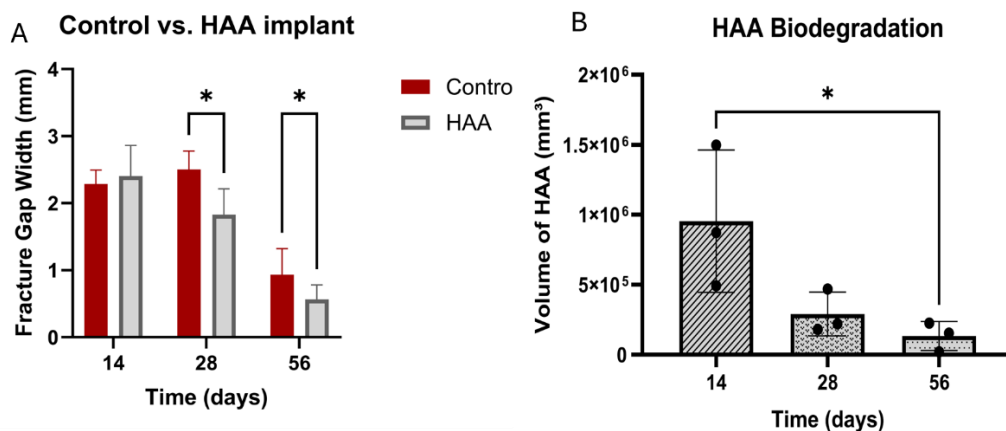 A
Control vs. HAA implant
Fracture Gap Width (mm)
4
3
2
1
0
*
*
14
28
56
Time (days)
Contro
HAA
B
HAA Biodegradation
Volume of HAA (mm³)
2×10⁶
1.5×10⁶
1×10⁶
5×10⁵
0
*
14
28
56
Time (days)